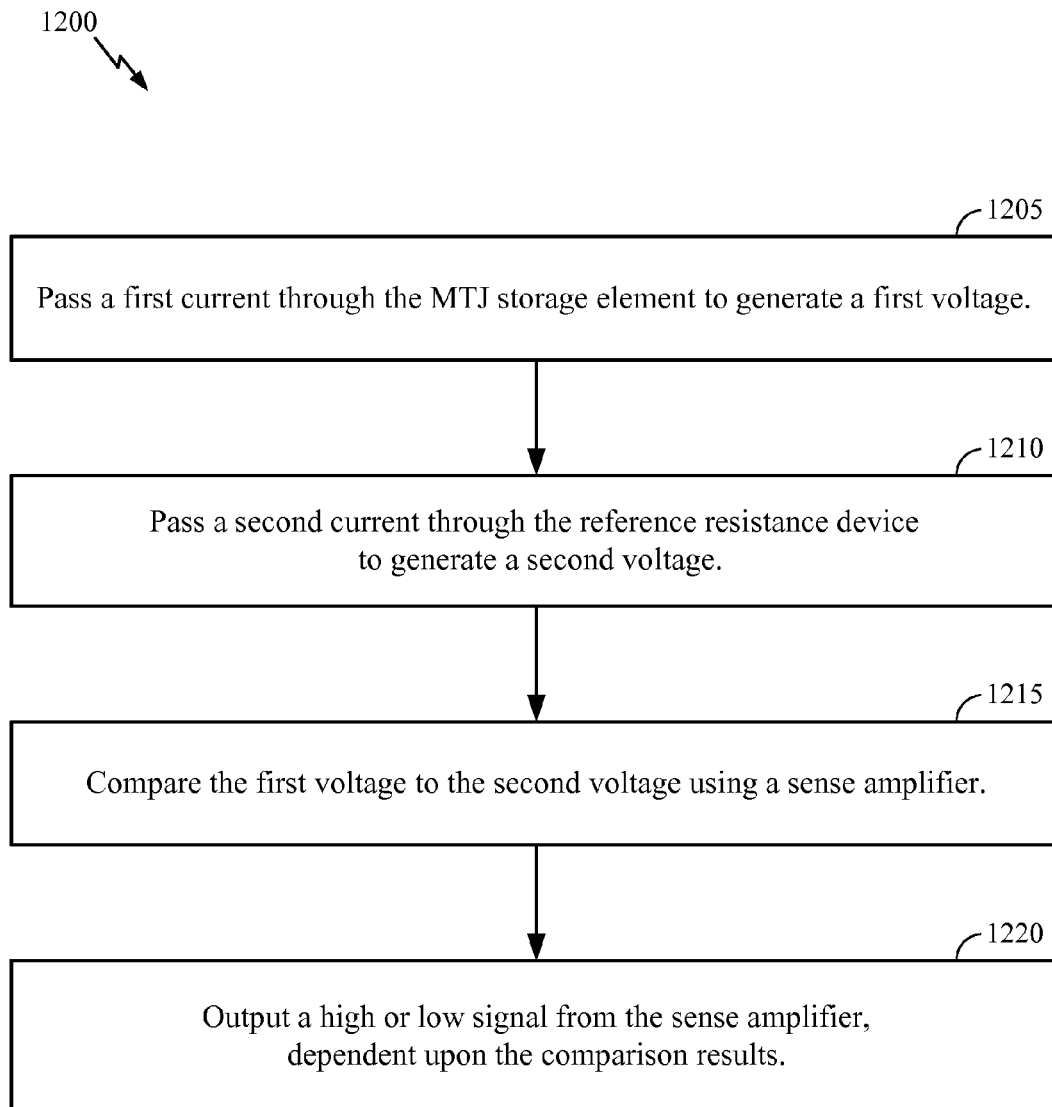 1200
1205
Pass a first current through the MTJ storage element to generate a first voltage.
1210
Pass a second current through the reference resistance device
to generate a second voltage.
1215
Compare the first voltage to the second voltage using a sense amplifier.
1220
Output a high or low signal from the sense amplifier,
dependent upon the comparison results.